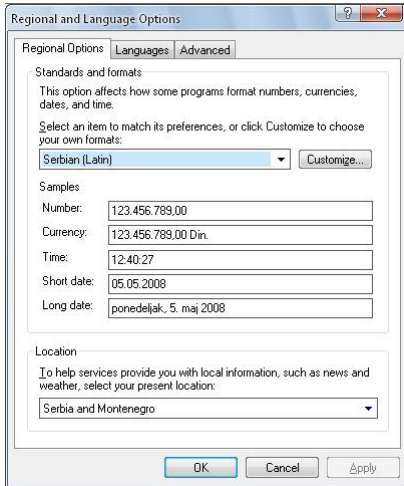 Regional and Language Options
Regional Options Languages Advanced
Standards and formats
This option affects how some programs format numbers, currencies,
dates, and time.
Select an item to match its preferences, or click Customize to choose
your own formats:
Serbian (Latin) Customize...
Samples
Number: 123.456.789,00
Currency: 123.456.789,00 Din.
Time: 12:40:27
Short date: 05.05.2008
Long date: ponedeljak, 5. maj 2008
Location
To help services provide you with local information, such as news and
weather, select your present location:
Serbia and Montenegro
OK Cancel Apply